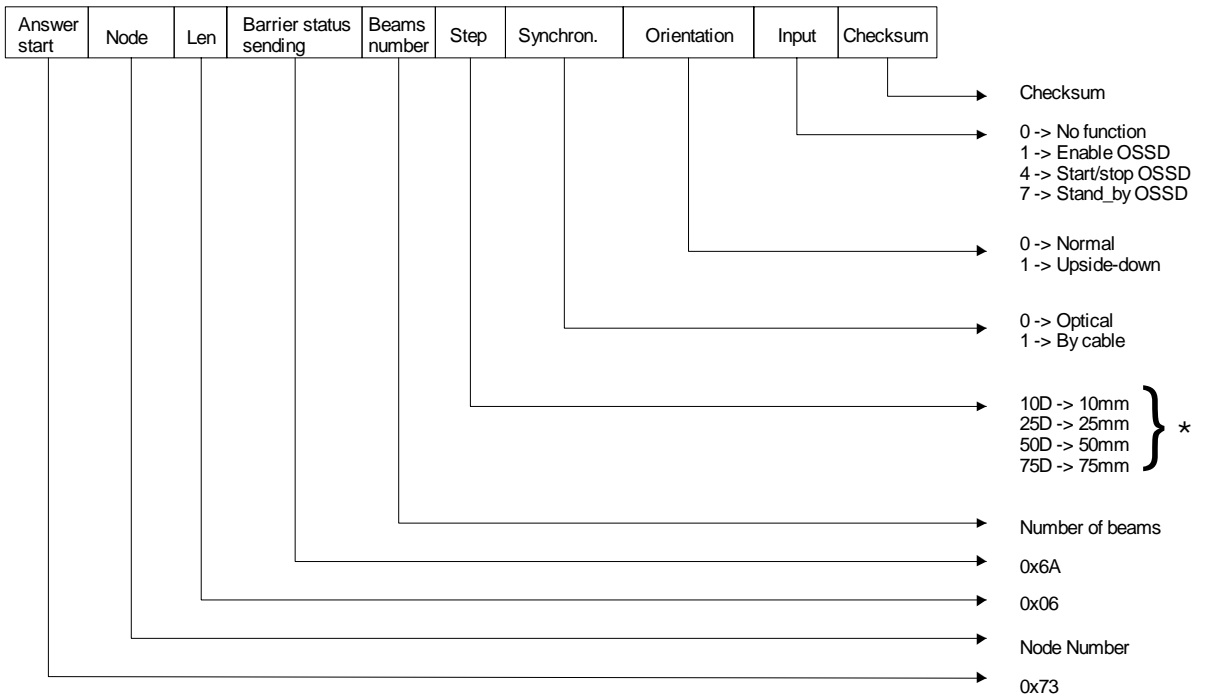 Answer start
Node
Len
Barrier status sending
Beams number
Step
Synchron.
Orientation
Input
Checksum
Checksum
0 -> No function
1 -> Enable OSSD
4 -> Start/stop OSSD
7 -> Stand_by OSSD
0 -> Normal
1 -> Upside-down
0 -> Optical
1 -> By cable
10D -> 10mm
25D -> 25mm
50D -> 50mm
75D -> 75mm
} *
Number of beams
0x6A
0x06
Node Number
0x73